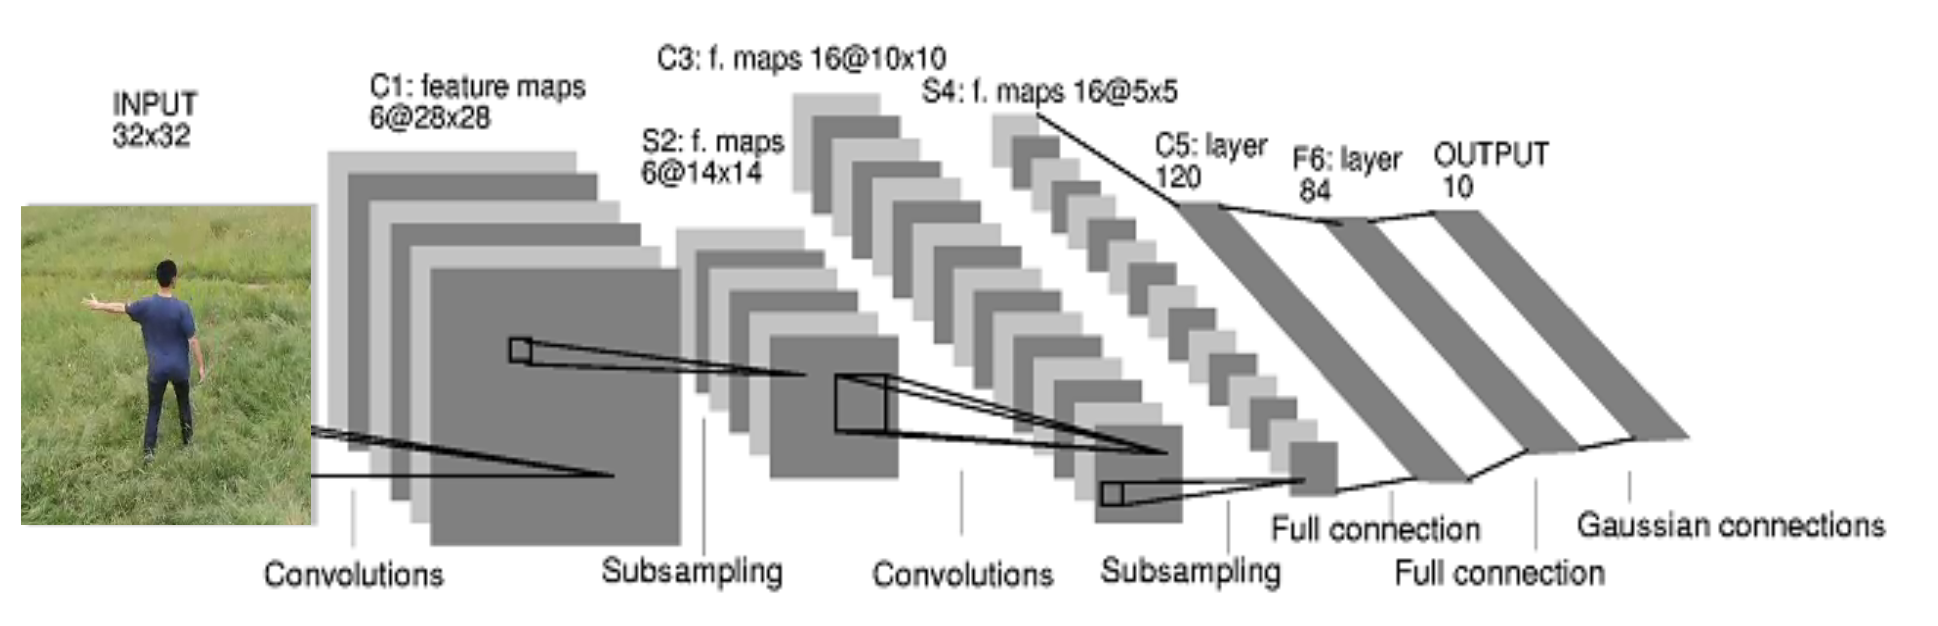 INPUT
32x32
C1: feature maps
6@28x28
S2: f. maps
6@14x14
C3: f. maps 16@10x10
S4: f. maps 16@5x5
C5: layer
120
F6: layer
84
OUTPUT
10
Convolutions
Subsampling
Convolutions
Subsampling
Full connection
Full connection
Gaussian connections